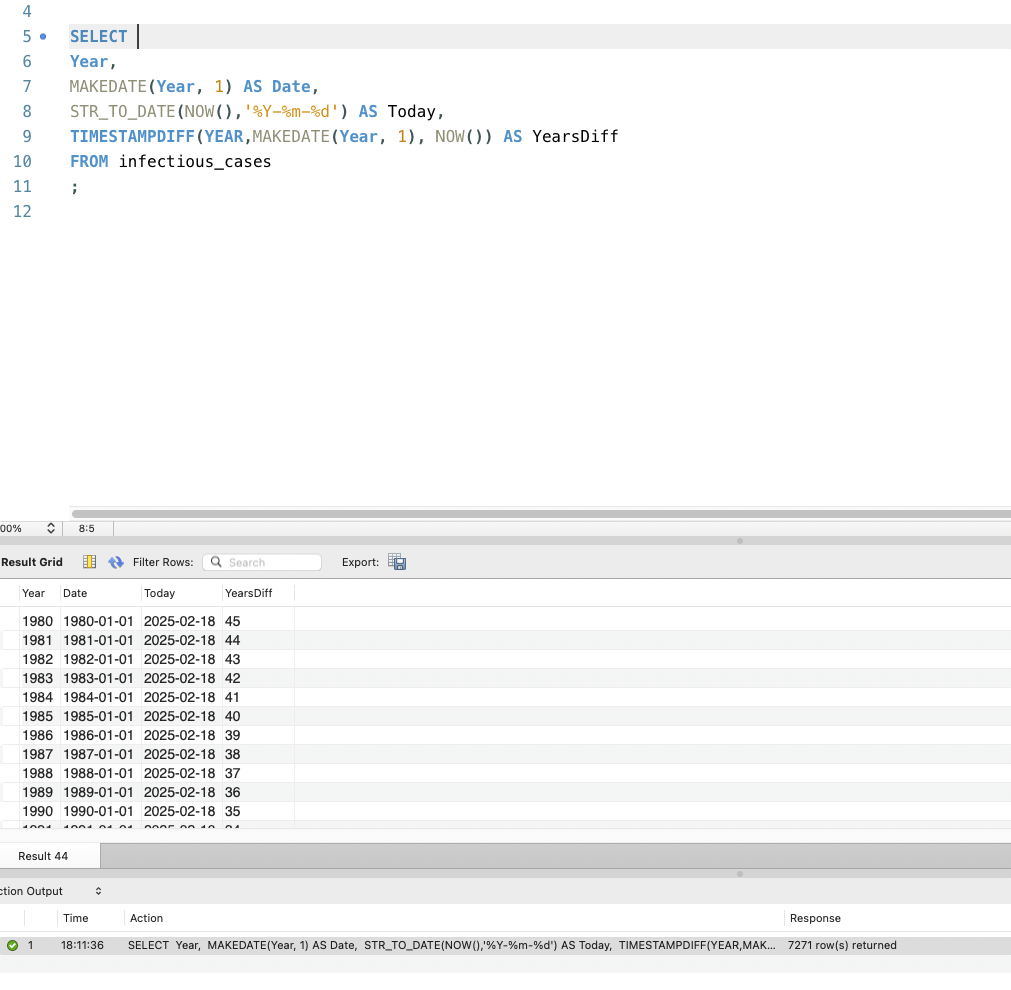 4
5 SELECT
6 Year,
7 MAKEDATE(Year, 1) AS Date,
8 STR_TO_DATE(NOW(),'%Y-%m-%d') AS Today,
9 TIMESTAMPDIFF(YEAR,MAKEDATE(Year, 1), NOW()) AS YearsDiff
10 FROM infectious_cases
11 ;
12
00% 8:5
Result Grid Filter Rows: Search Export:
Year Date Today YearsDiff
1980 1980-01-01 2025-02-18 45
1981 1981-01-01 2025-02-18 44
1982 1982-01-01 2025-02-18 43
1983 1983-01-01 2025-02-18 42
1984 1984-01-01 2025-02-18 41
1985 1985-01-01 2025-02-18 40
1986 1986-01-01 2025-02-18 39
1987 1987-01-01 2025-02-18 38
1988 1988-01-01 2025-02-18 37
1989 1989-01-01 2025-02-18 36
1990 1990-01-01 2025-02-18 35
1991 1991-01-01 2025-02-18 34
Result 44
ction Output
Time Action Response
1 18:11:36 SELECT Year, MAKEDATE(Year, 1) AS Date, STR_TO_DATE(NOW(),'%Y-%m-%d') AS Today, TIMESTAMPDIFF(YEAR,MAK... 7271 row(s) returned